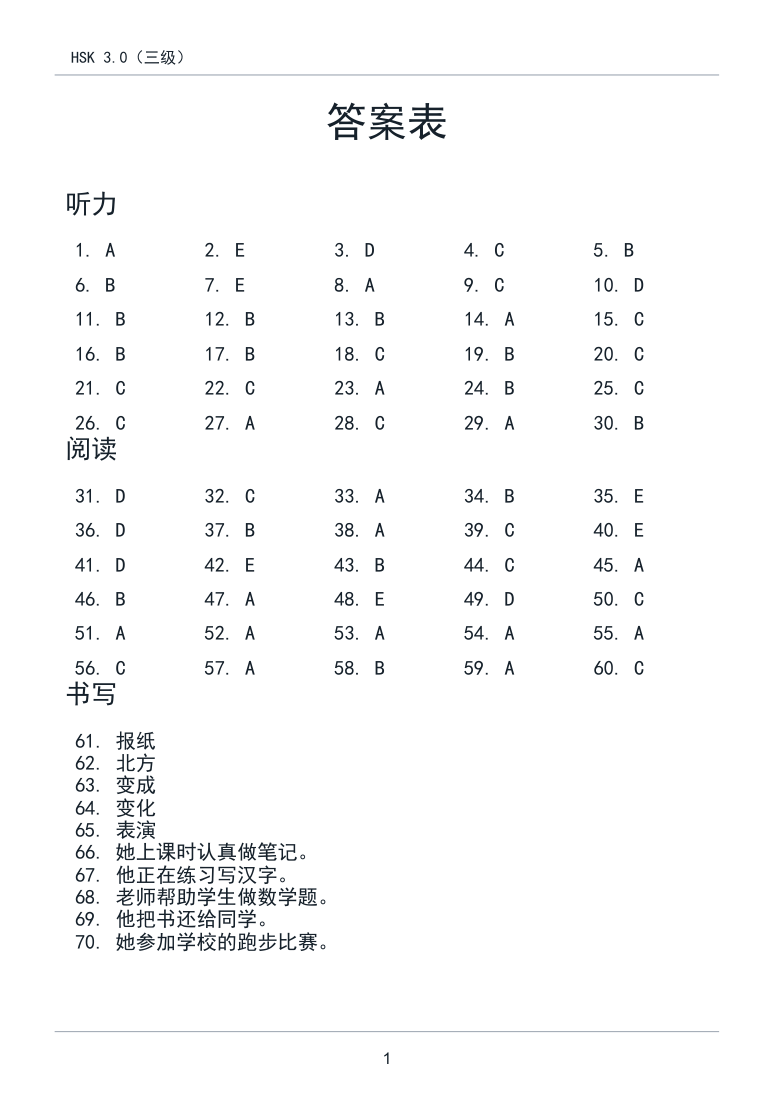 HSK 3.0（三级）
答案表
听力
1. A 2. E 3. D 4. C 5. B
6. B 7. E 8. A 9. C 10. D
11. B 12. B 13. B 14. A 15. C
16. B 17. B 18. C 19. B 20. C
21. C 22. C 23. A 24. B 25. C
26. C 27. A 28. C 29. A 30. B
阅读
31. D 32. C 33. A 34. B 35. E
36. D 37. B 38. A 39. C 40. E
41. D 42. E 43. B 44. C 45. A
46. B 47. A 48. E 49. D 50. C
51. A 52. A 53. A 54. A 55. A
56. C 57. A 58. B 59. A 60. C
书写
61. 报纸
62. 北方
63. 变成
64. 变化
65. 表演
66. 她上课时认真做笔记。
67. 他正在练习写汉字。
68. 老师帮助学生做数学题。
69. 他把书还给同学。
70. 她参加学校的跑步比赛。
1